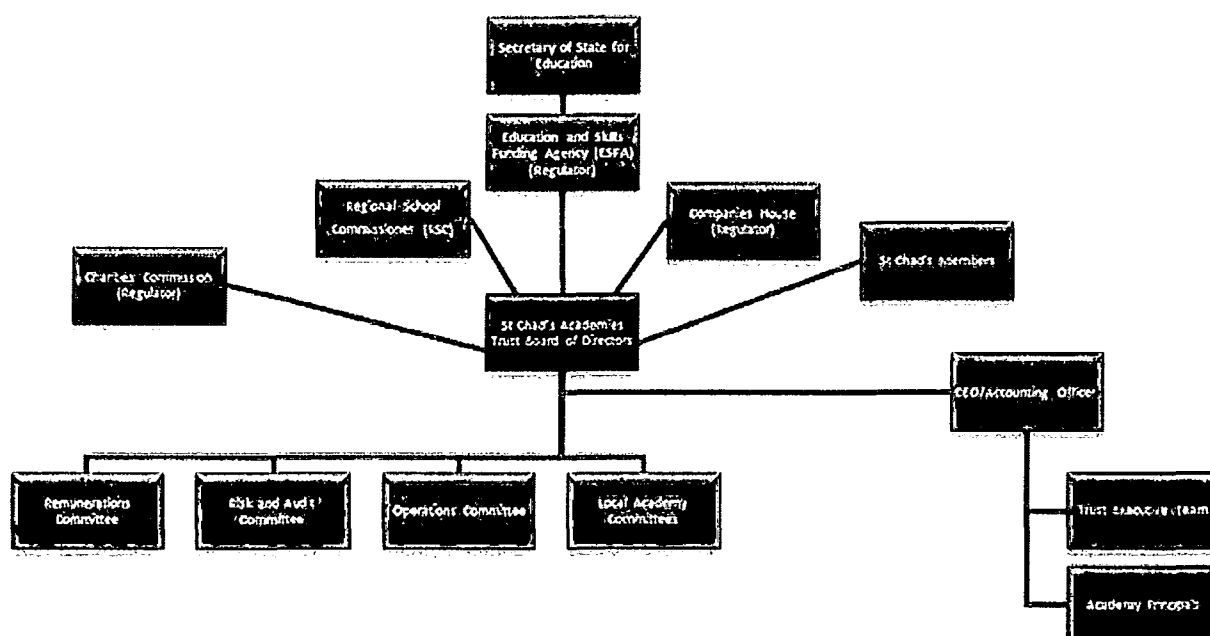 Secretary of State for
Education
Education and Skills
Funding Agency (ESFA)
(Regulator)
Regional School
Commissioner (RSC)
Companies House
(Regulator)
Charities Commission
(Regulator)
St Chad's Members
St Chad's Academies
Trust Board of Directors
CEO/Accounting Officer
Remunerations
Committee
Risk and Audit
Committee
Operations Committee
Local Academy
Committees
Trust Executive Team
Academy Principals